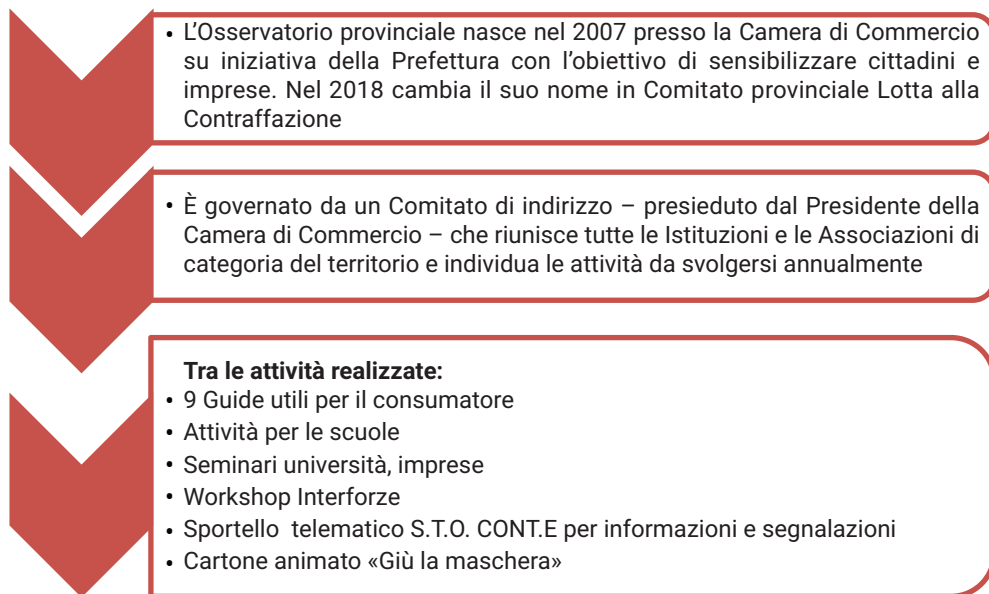 • L’Osservatorio provinciale nasce nel 2007 presso la Camera di Commercio
su iniziativa della Prefettura con l’obiettivo di sensibilizzare cittadini e
imprese. Nel 2018 cambia il suo nome in Comitato provinciale Lotta alla
Contraffazione
• È governato da un Comitato di indirizzo – presieduto dal Presidente della
Camera di Commercio – che riunisce tutte le Istituzioni e le Associazioni di
categoria del territorio e individua le attività da svolgersi annualmente
Tra le attività realizzate:
• 9 Guide utili per il consumatore
• Attività per le scuole
• Seminari università, imprese
• Workshop Interforze
• Sportello telematico S.T.O. CONT.E per informazioni e segnalazioni
• Cartone animato «Giù la maschera»